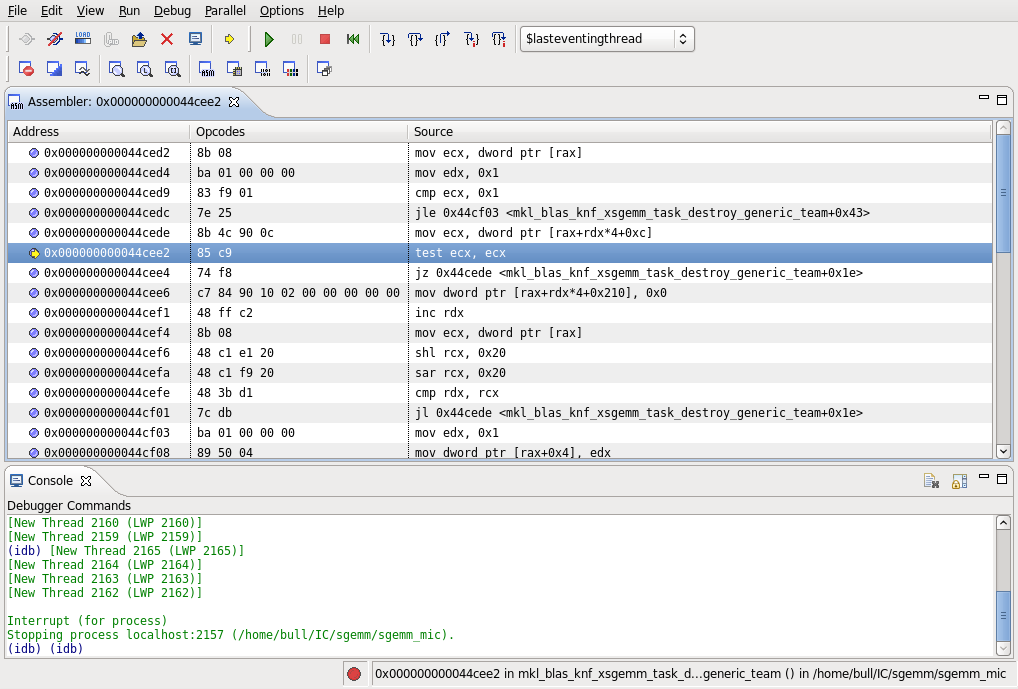 File Edit View Run Debug Parallel Options Help
LOAD
$lasteventingthread
ASM
ASM Assembler: 0x000000000044cee2
Address Opcodes Source
0x000000000044ced2 8b 08 mov ecx, dword ptr [rax]
0x000000000044ced4 ba 01 00 00 00 mov edx, 0x1
0x000000000044ced9 83 f9 01 cmp ecx, 0x1
0x000000000044cedc 7e 25 jle 0x44cf03 <mkl_blas_knf_xsgemm_task_destroy_generic_team+0x43>
0x000000000044cede 8b 4c 90 0c mov ecx, dword ptr [rax+rdx*4+0xc]
0x000000000044cee2 85 c9 test ecx, ecx
0x000000000044cee4 74 f8 jz 0x44cede <mkl_blas_knf_xsgemm_task_destroy_generic_team+0x1e>
0x000000000044cee6 c7 84 90 10 02 00 00 00 00 00 mov dword ptr [rax+rdx*4+0x210], 0x0
0x000000000044cef1 48 ff c2 inc rdx
0x000000000044cef4 8b 08 mov ecx, dword ptr [rax]
0x000000000044cef6 48 c1 e1 20 shl rcx, 0x20
0x000000000044cefa 48 c1 f9 20 sar rcx, 0x20
0x000000000044cefe 48 3b d1 cmp rdx, rcx
0x000000000044cf01 7c db jl 0x44cede <mkl_blas_knf_xsgemm_task_destroy_generic_team+0x1e>
0x000000000044cf03 ba 01 00 00 00 mov edx, 0x1
0x000000000044cf08 89 50 04 mov dword ptr [rax+0x4], edx
Console
Debugger Commands
[New Thread 2160 (LWP 2160)]
[New Thread 2159 (LWP 2159)]
(idb) [New Thread 2165 (LWP 2165)]
[New Thread 2164 (LWP 2164)]
[New Thread 2163 (LWP 2163)]
[New Thread 2162 (LWP 2162)]
Interrupt (for process)
Stopping process localhost:2157 (/home/bull/IC/sgemm/sgemm_mic).
(idb) (idb)
0x000000000044cee2 in mkl_blas_knf_xsgemm_task_d...generic_team () in /home/bull/IC/sgemm/sgemm_mic